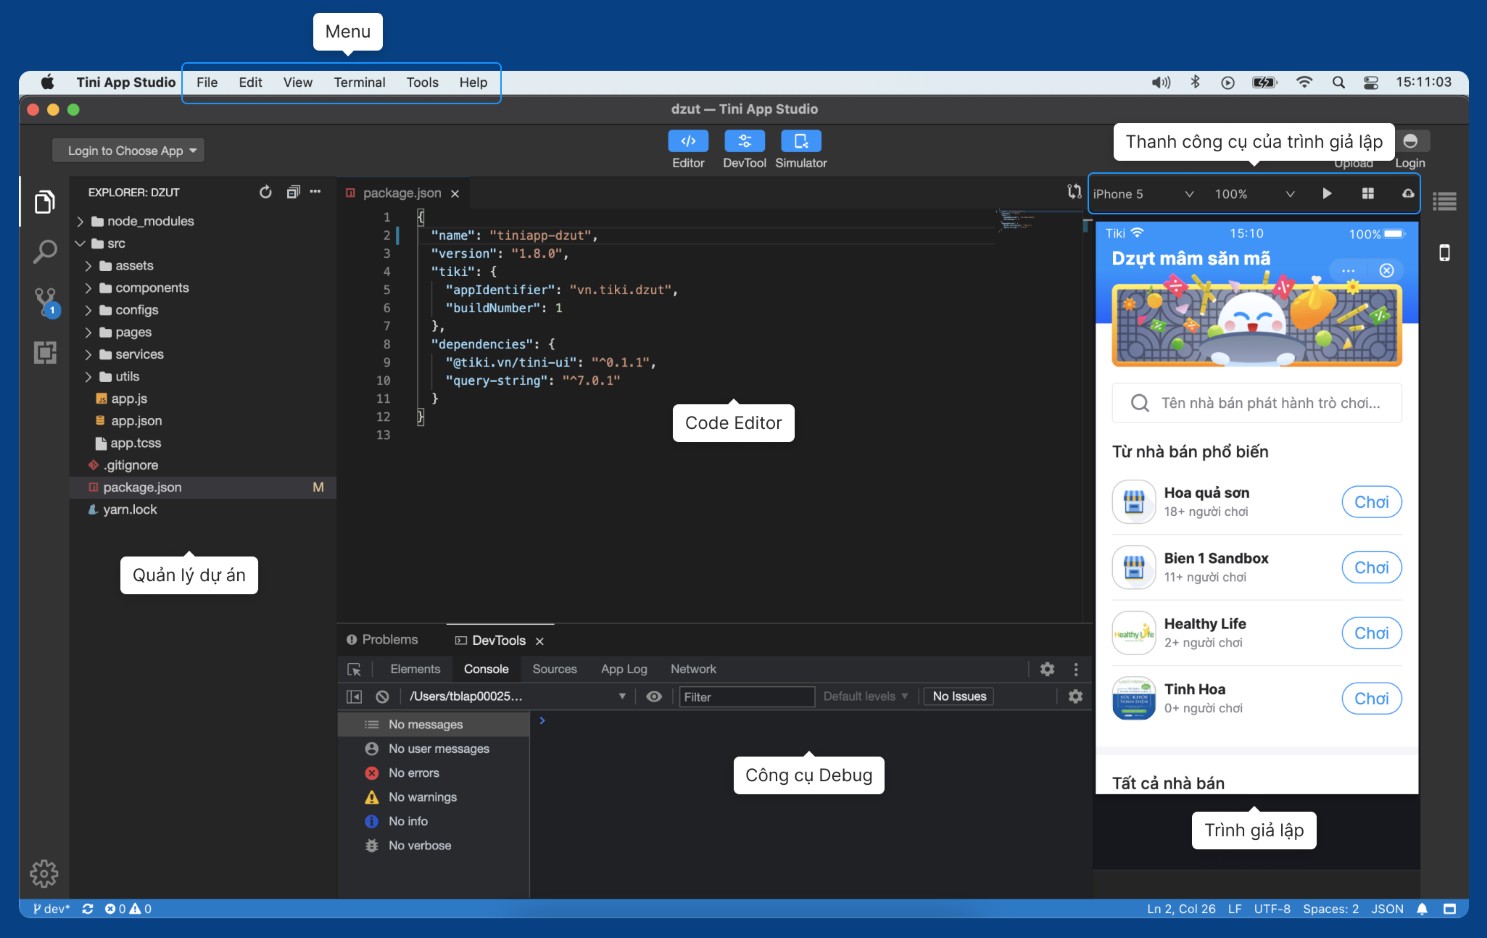 Menu
Tini App Studio File Edit View Terminal Tools Help 15:11:03
dzut — Tini App Studio
Login to Choose App
Editor DevTool Simulator
Thanh công cụ của trình giả lập
Upload Login
EXPLORER: DZUT
node_modules
src
assets
components
configs
pages
services
utils
app.js
app.json
app.tcss
.gitignore
package.json M
yarn.lock
1
Quản lý dự án
package.json
1 {
2 "name": "tiniapp-dzut",
3 "version": "1.8.0",
4 "tiki": {
5 "appIdentifier": "vn.tiki.dzut",
6 "buildNumber": 1
7 },
8 "dependencies": {
9 "@tiki.vn/tini-ui": "^0.1.1",
10 "query-string": "^7.0.1"
11 }
12 }
13
Code Editor
iPhone 5 100%
Tiki 15:10 100%
Dzựt mâm săn mã
Tên nhà bán phát hành trò chơi...
Từ nhà bán phổ biến
Hoa quả sơn
18+ người chơi
Chơi
Bien 1 Sandbox
11+ người chơi
Chơi
Healthy Life
Healthy Life
2+ người chơi
Chơi
Tinh Hoa
0+ người chơi
Chơi
Tất cả nhà bán
Trình giả lập
Problems DevTools
Elements Console Sources App Log Network
/Users/tblap00025... Filter Default levels No Issues
No messages
No user messages
No errors
No warnings
No info
No verbose
Công cụ Debug
dev* 0 0
Ln 2, Col 26 LF UTF-8 Spaces: 2 JSON